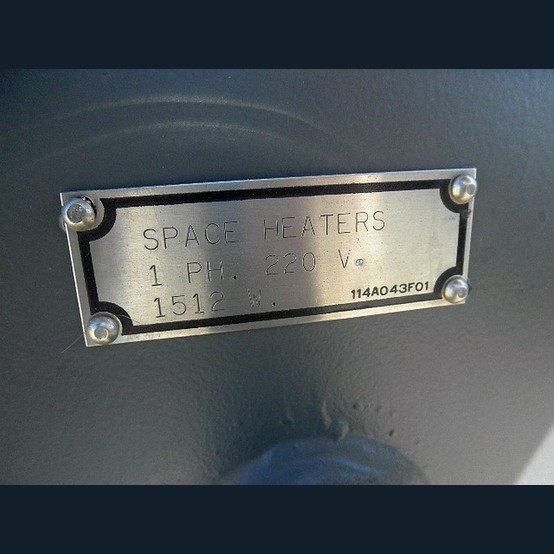 SPACE HEATERS
1 PH. 220 V.
1512 W.
114A043F01